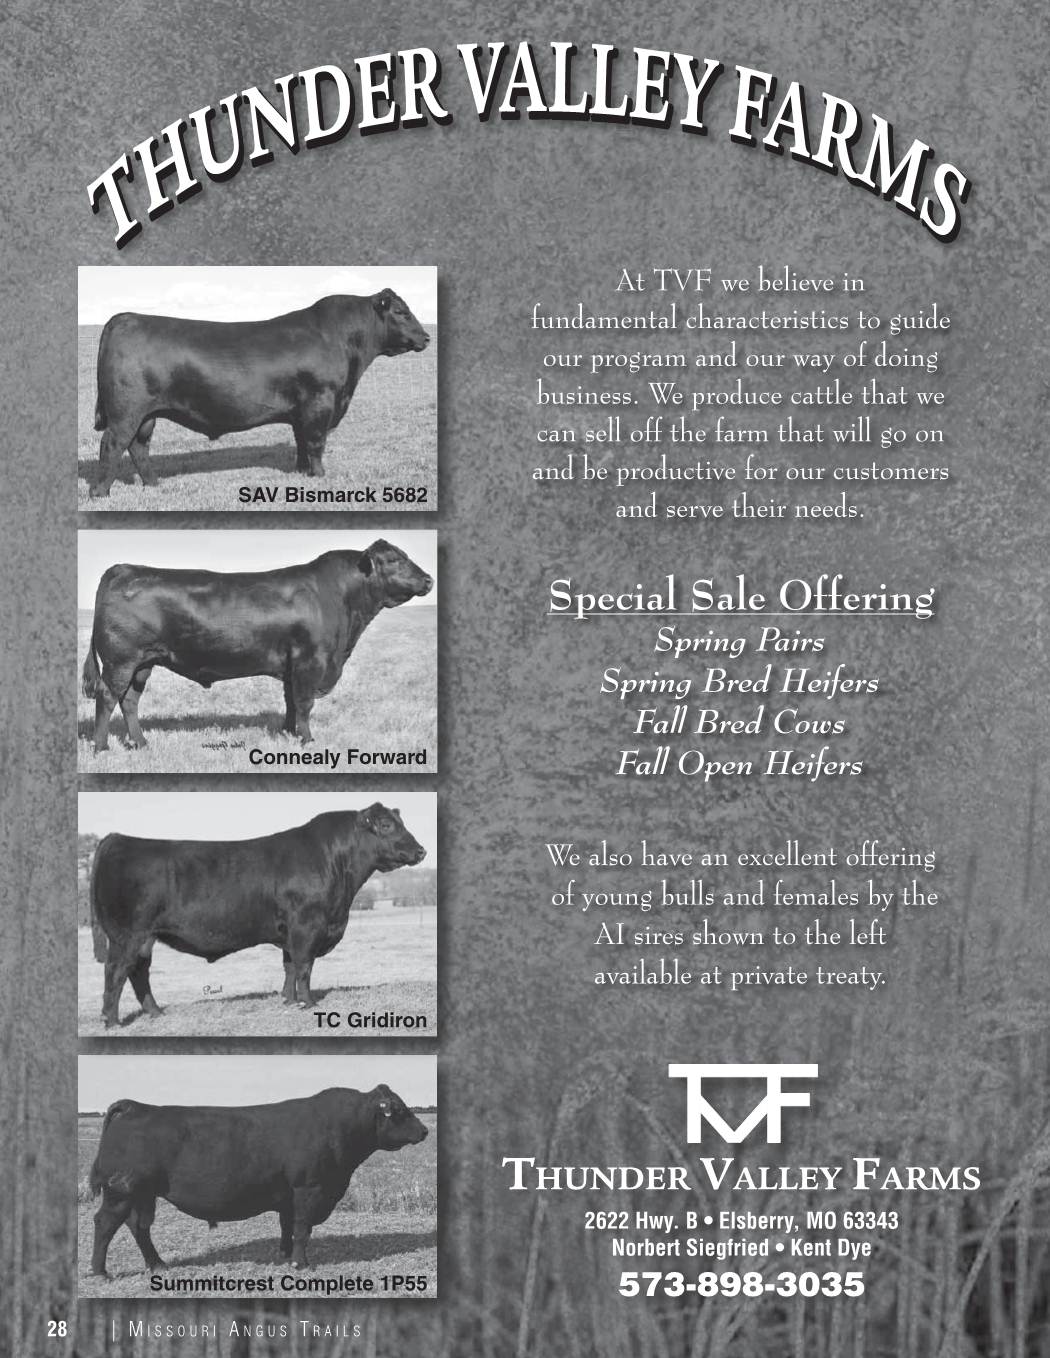 THUNDER VALLEY FARMS
SAV Bismarck 5682
Connealy Forward
TC Gridiron
Summitcrest Complete 1P55
At TVF we believe in
fundamental characteristics to guide
our program and our way of doing
business. We produce cattle that we
can sell off the farm that will go on
and be productive for our customers
and serve their needs.
Special Sale Offering
Spring Pairs
Spring Bred Heifers
Fall Bred Cows
Fall Open Heifers
We also have an excellent offering
of young bulls and females by the
AI sires shown to the left
available at private treaty.
TVF
THUNDER VALLEY FARMS
2622 Hwy. B • Elsberry, MO 63343
Norbert Siegfried • Kent Dye
573-898-3035
28 | MISSOURI ANGUS TRAILS